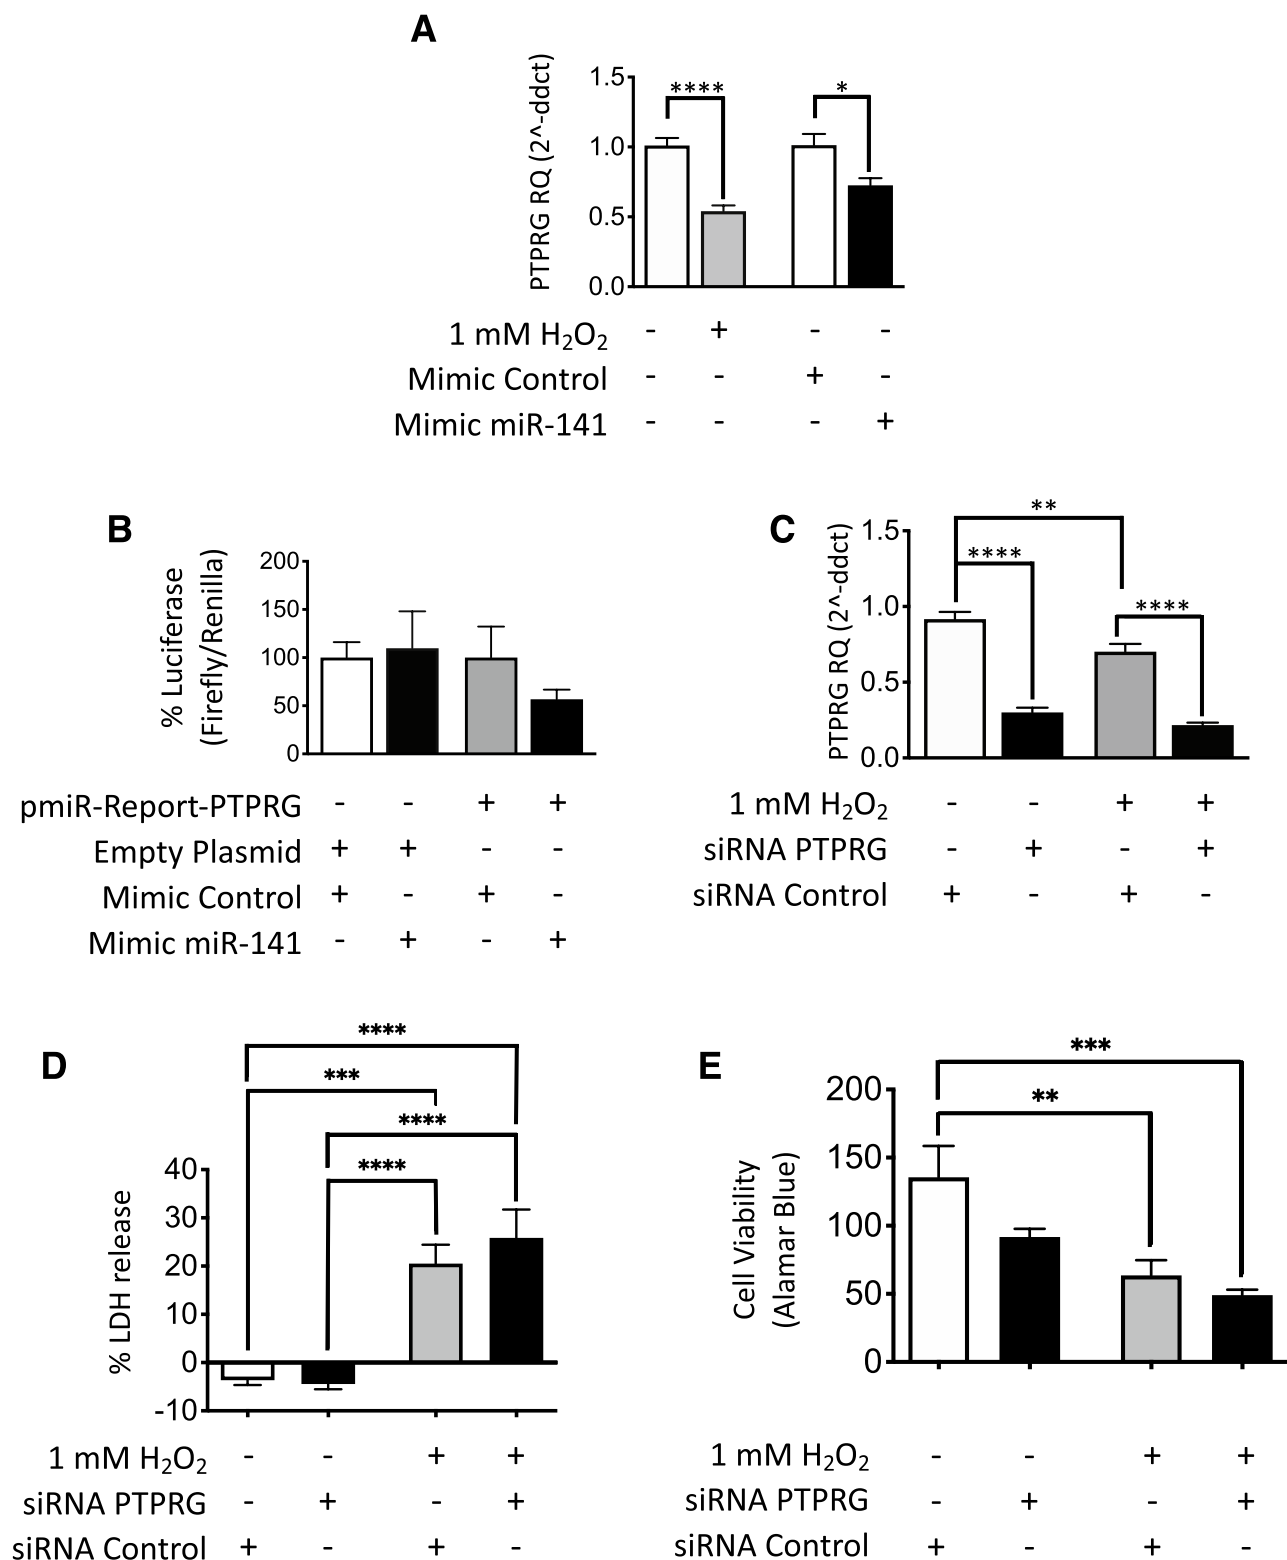 A
PTPRG RQ (2^-ddct)
1.5
1.0
0.5
0.0
****
*
1 mM H₂O₂ - + - -
Mimic Control - - + -
Mimic miR-141 - - - +
B
% Luciferase
(Firefly/Renilla)
200
150
100
50
0
pmiR-Report-PTPRG - - + +
Empty Plasmid + + - -
Mimic Control + - + -
Mimic miR-141 - + - +
C
PTPRG RQ (2^-ddct)
1.5
1.0
0.5
0.0
**
****
****
1 mM H₂O₂ - - + +
siRNA PTPRG - + - +
siRNA Control + - + -
D
% LDH release
40
30
20
10
0
-10
****
***
****
****
1 mM H₂O₂ - - + +
siRNA PTPRG - + - +
siRNA Control + - + -
E
Cell Viability
(Alamar Blue)
200
150
100
50
0
***
**
1 mM H₂O₂ - - + +
siRNA PTPRG - + - +
siRNA Control + - + -